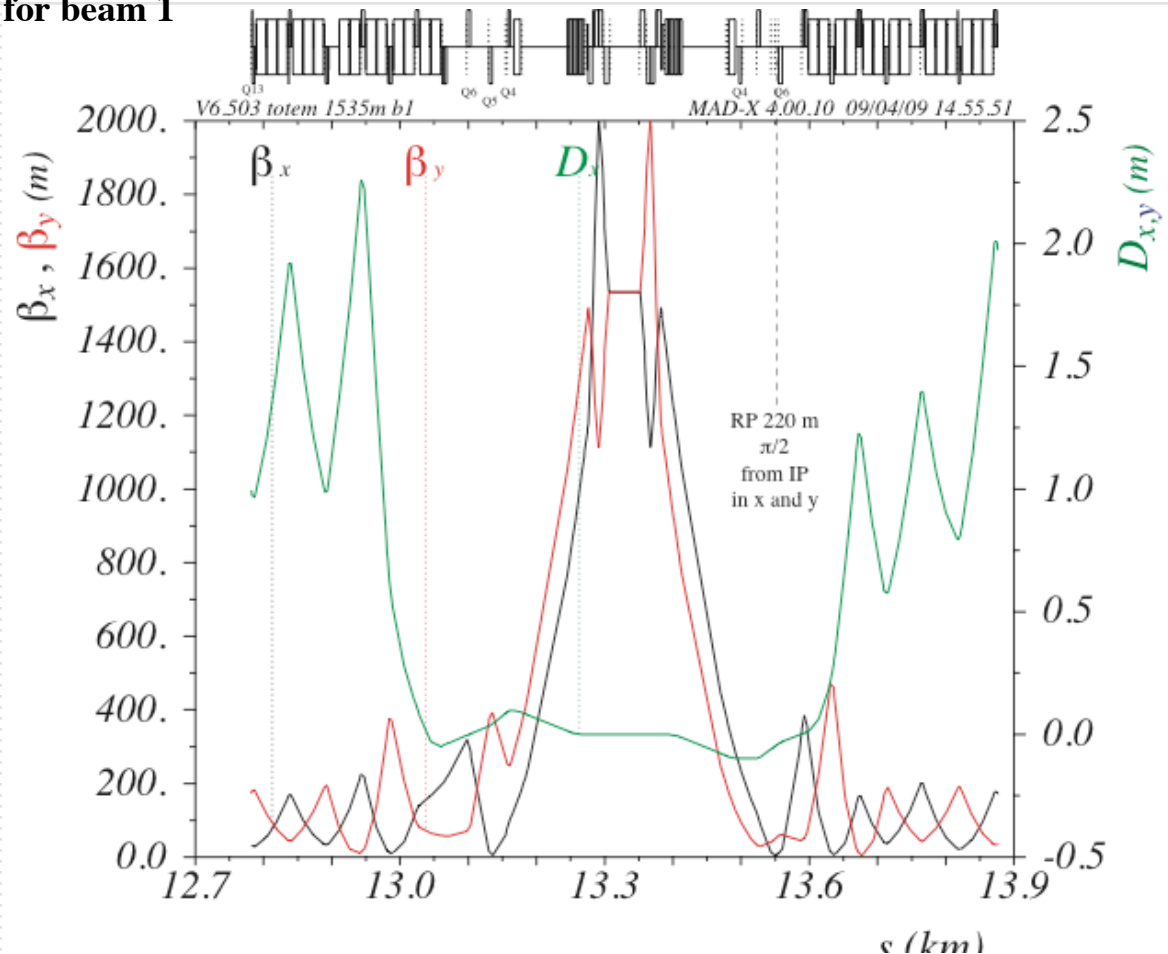 for beam 1
Q13 Q6 Q5 Q4 Q4 Q6
V6.503 totem 1535m b1 MAD-X 4.00.10 09/04/09 14.55.51
2000. 2.5
βx βy Dx
1800.
2.0
1600.
1400. 1.5
1200.
RP 220 m
π/2
from IP
in x and y
1000. 1.0
800.
600. 0.5
400.
0.0
200.
0.0 -0.5
12.7 13.0 13.3 13.6 13.9
s (km)
βx , βy (m)
Dx,y (m)